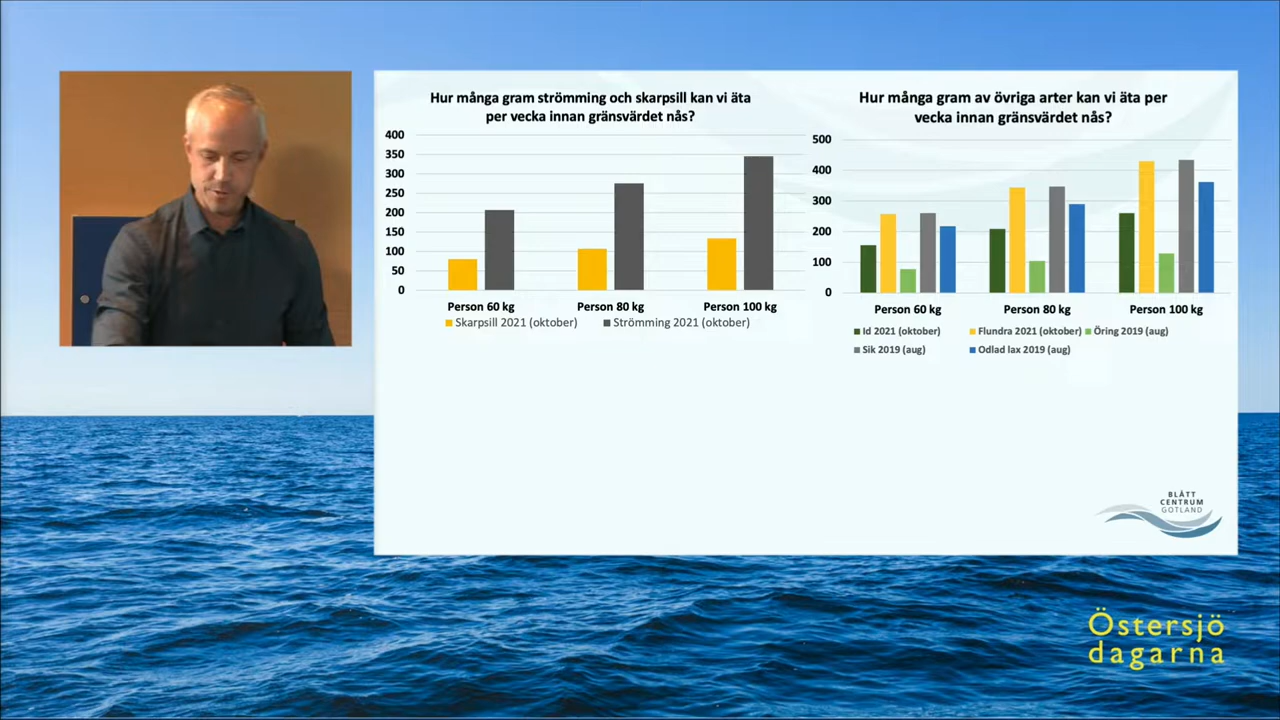 Hur många gram strömming och skarpsill kan vi äta
per vecka innan gränsvärdet nås?
400
350
300
250
200
150
100
50
0
Person 60 kg
Person 80 kg
Person 100 kg
Skarpsill 2021 (oktober)
Strömming 2021 (oktober)
Hur många gram av övriga arter kan vi äta per
vecka innan gränsvärdet nås?
500
400
300
200
100
0
Person 60 kg
Person 80 kg
Person 100 kg
Id 2021 (oktober)
Flundra 2021 (oktober)
Öring 2019 (aug)
Sik 2019 (aug)
Odlad lax 2019 (aug)
BLÅTT
CENTRUM
GOTLAND
Östersjö
dagarna